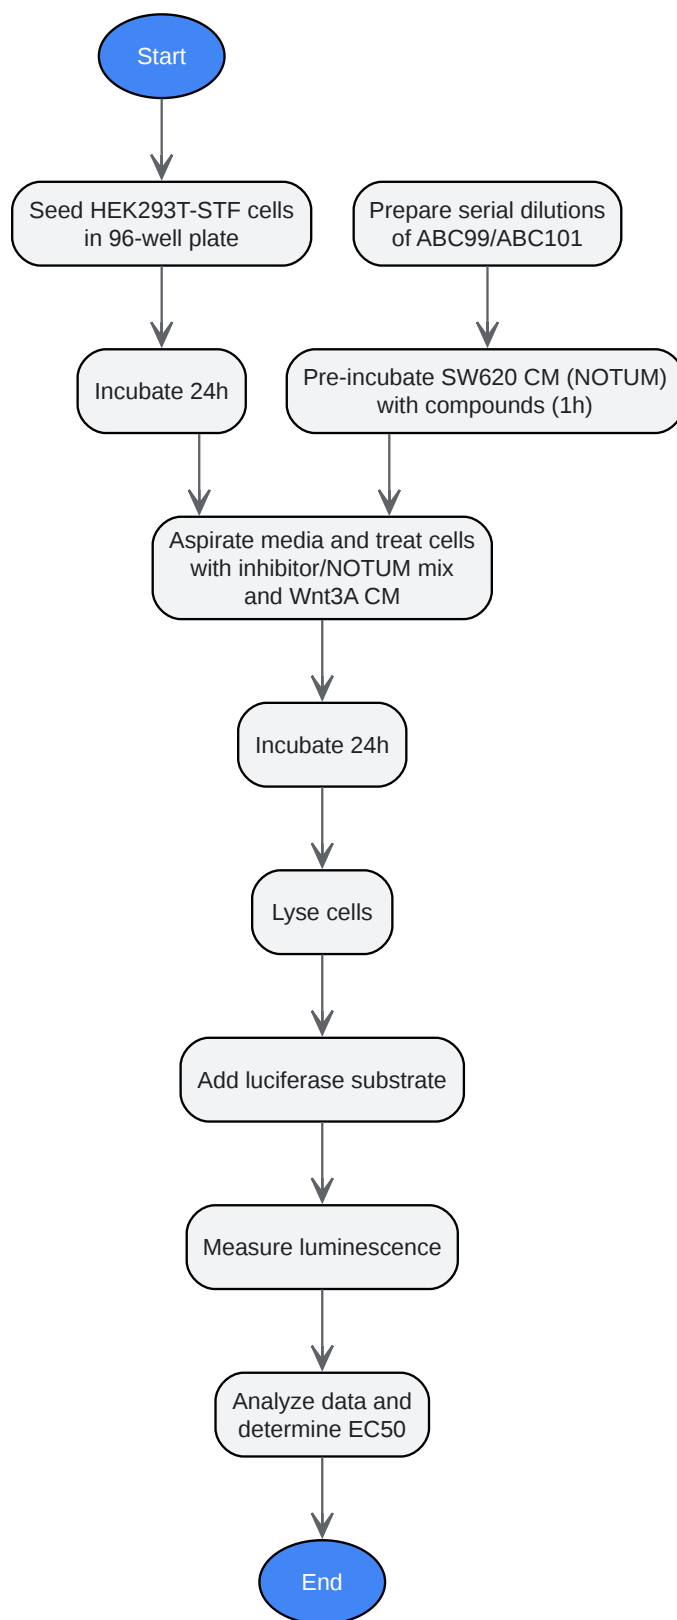 Start
Seed HEK293T-STF cells
in 96-well plate
Prepare serial dilutions
of ABC99/ABC101
Incubate 24h
Pre-incubate SW620 CM (NOTUM)
with compounds (1h)
Aspirate media and treat cells
with inhibitor/NOTUM mix
and Wnt3A CM
Incubate 24h
Lyse cells
Add luciferase substrate
Measure luminescence
Analyze data and
determine EC50
End